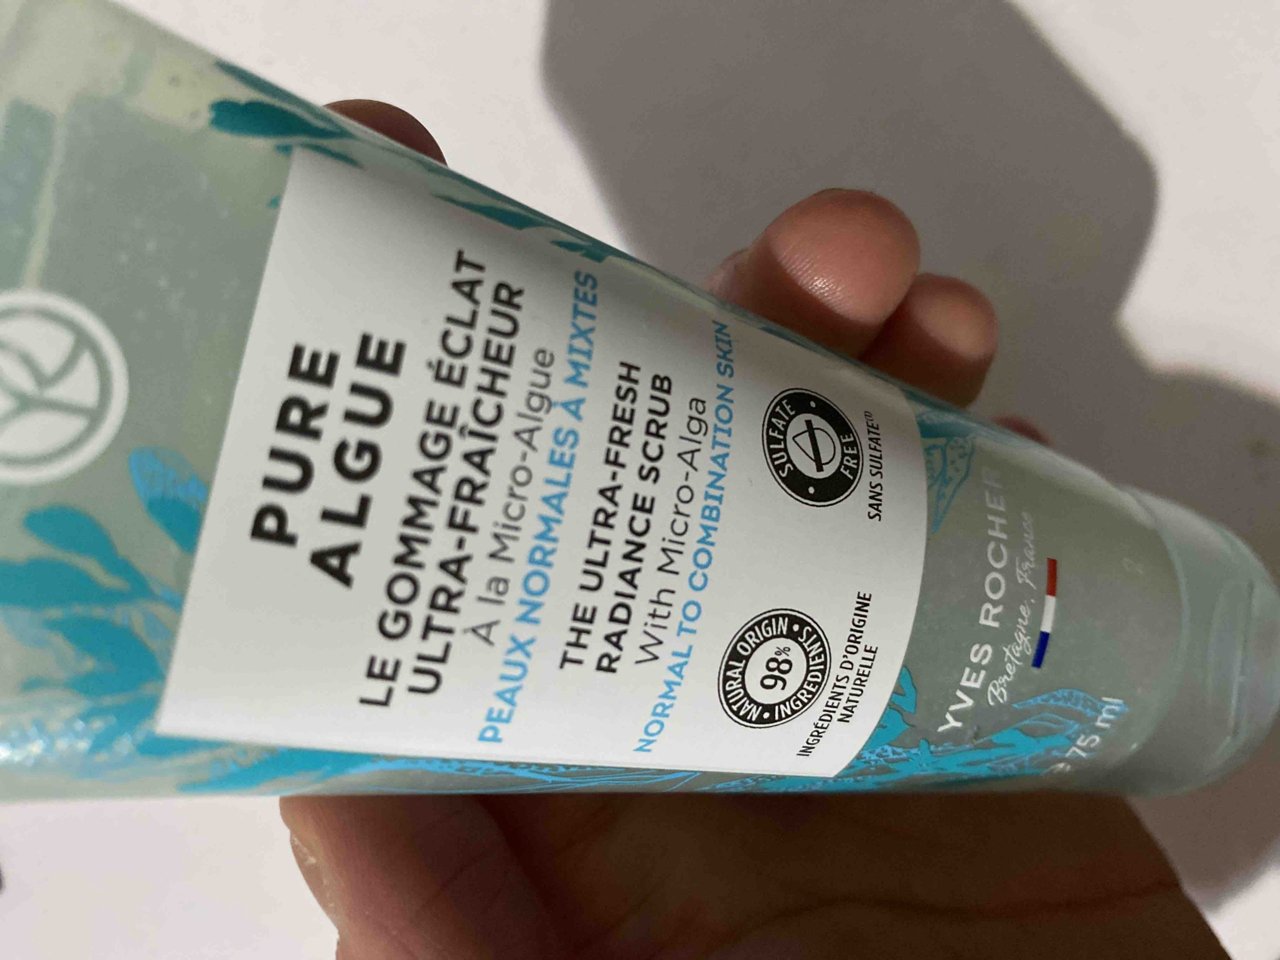 PURE
ALGUE
LE GOMMAGE ÉCLAT
ULTRA-FRAÎCHEUR
À la Micro-Algue
PEAUX NORMALES À MIXTES
THE ULTRA-FRESH
RADIANCE SCRUB
With Micro-Alga
NORMAL TO COMBINATION SKIN
NATURAL ORIGIN • INGREDIENTS •
98%
INGRÉDIENTS D'ORIGINE
NATURELLE
• SULFATE •
FREE
SANS SULFATE(1)
YVES ROCHER
Bretagne, France
75 ml